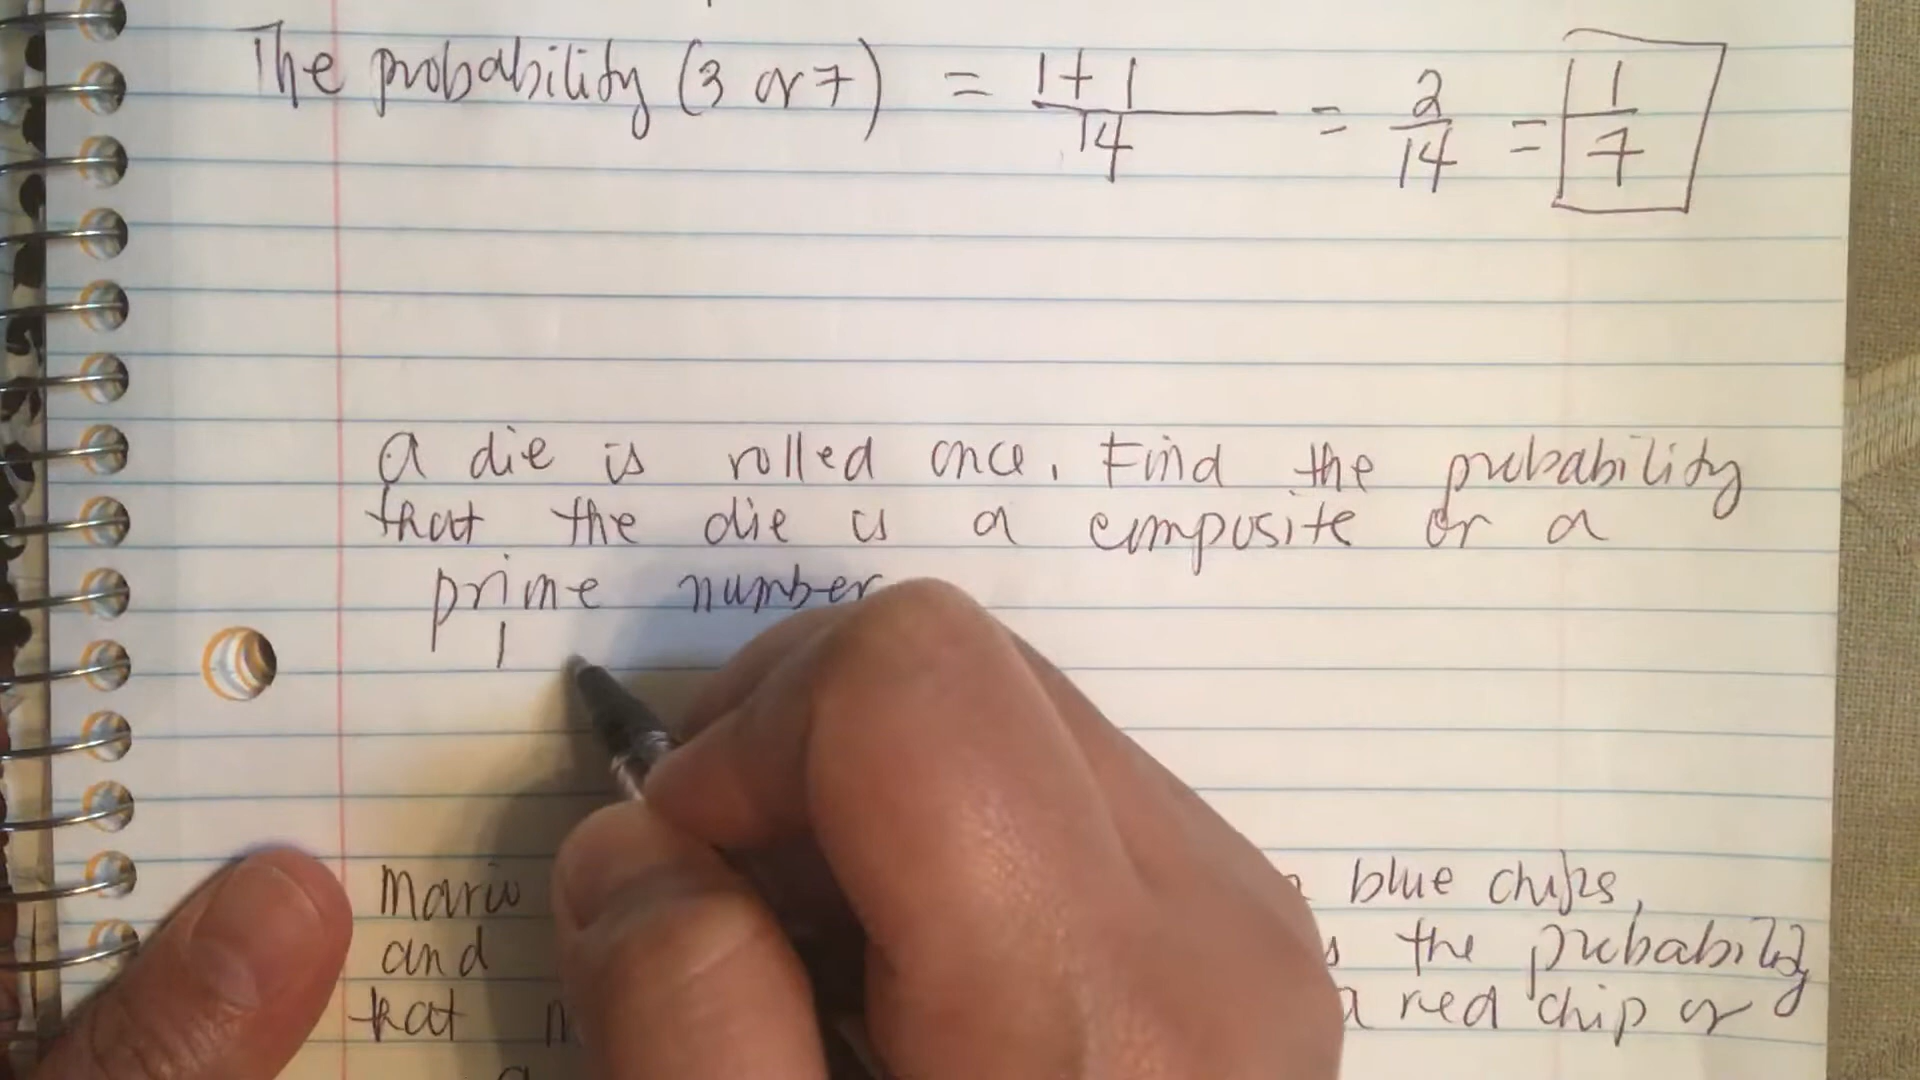 The probability (3 or 7) = 1+1/14 = 2/14 = 1/7
A die is rolled once. Find the probability
that the die is a composite or a
prime number
1
Mario blue chips,
and the probability
that a red chip or
a